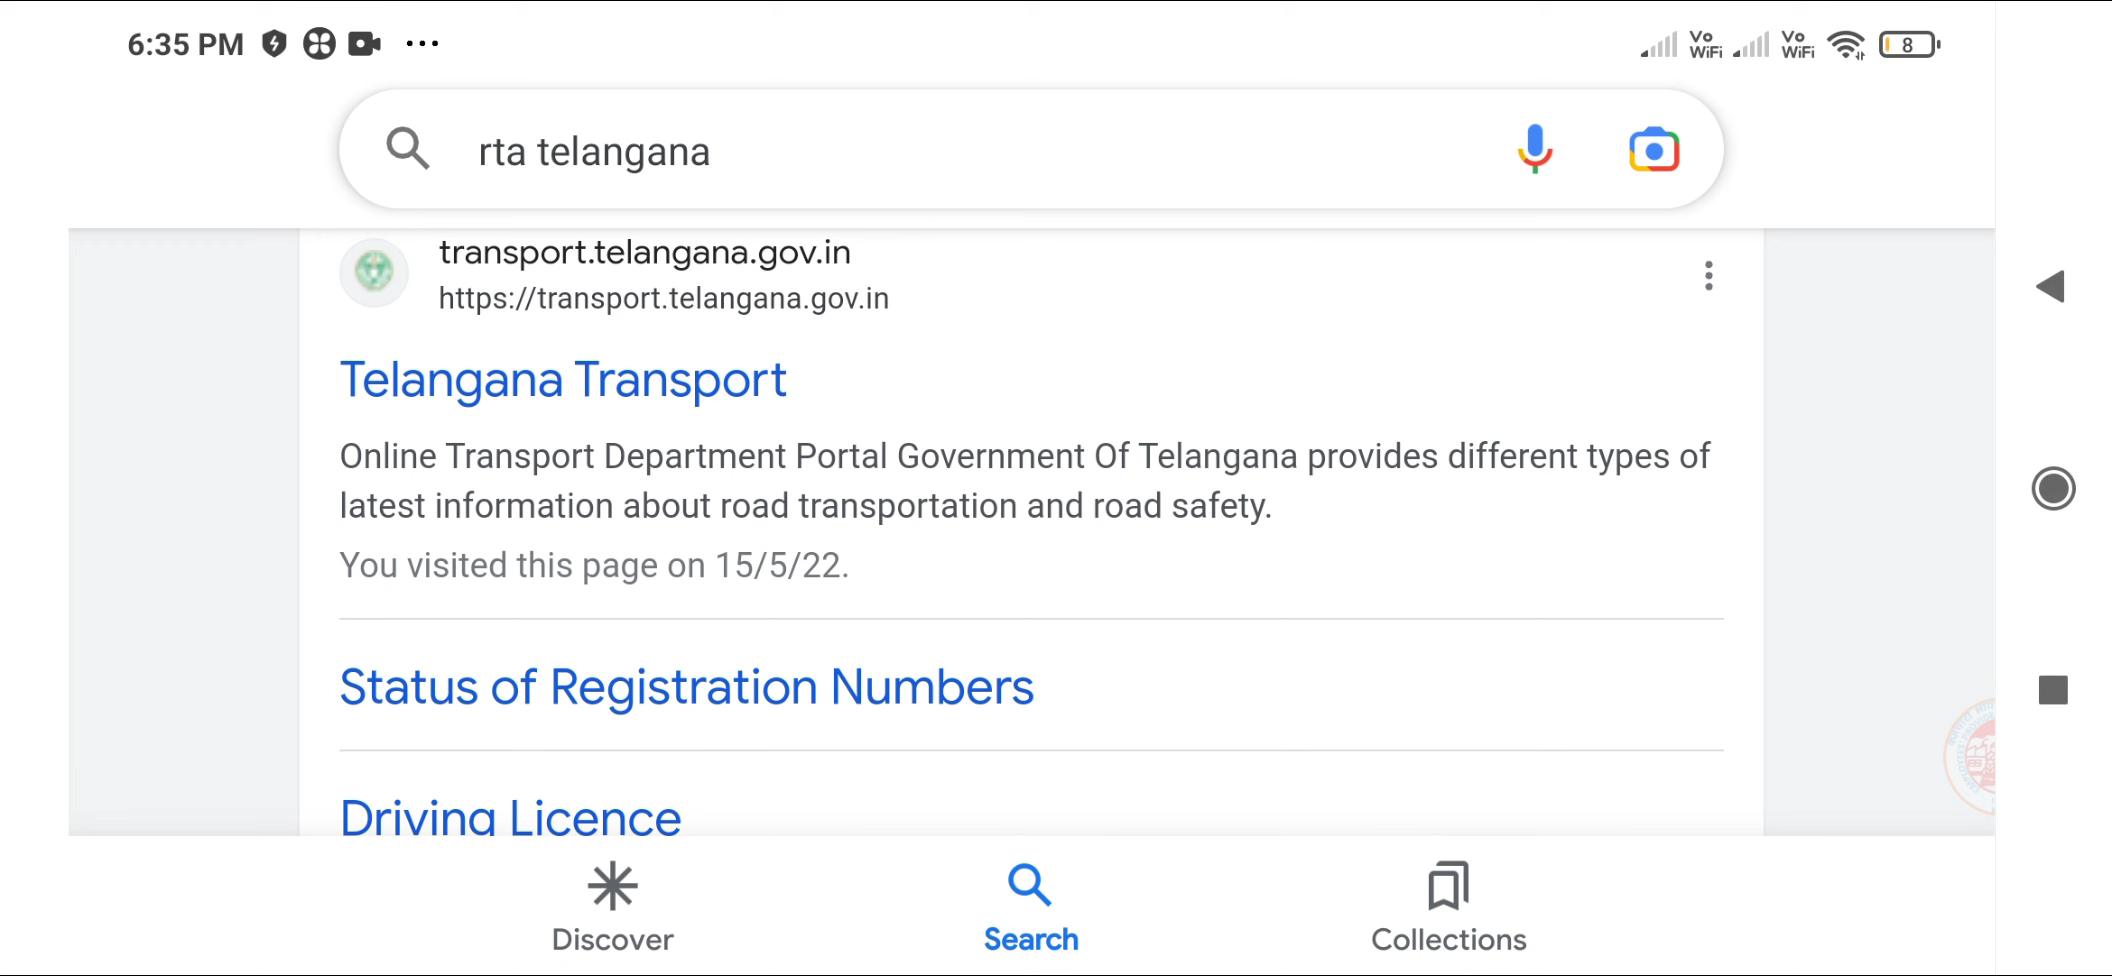 6:35 PM
Vo WiFi Vo WiFi 8
rta telangana
transport.telangana.gov.in
https://transport.telangana.gov.in
Telangana Transport
Online Transport Department Portal Government Of Telangana provides different types of
latest information about road transportation and road safety.
You visited this page on 15/5/22.
Status of Registration Numbers
Driving Licence
Discover Search Collections